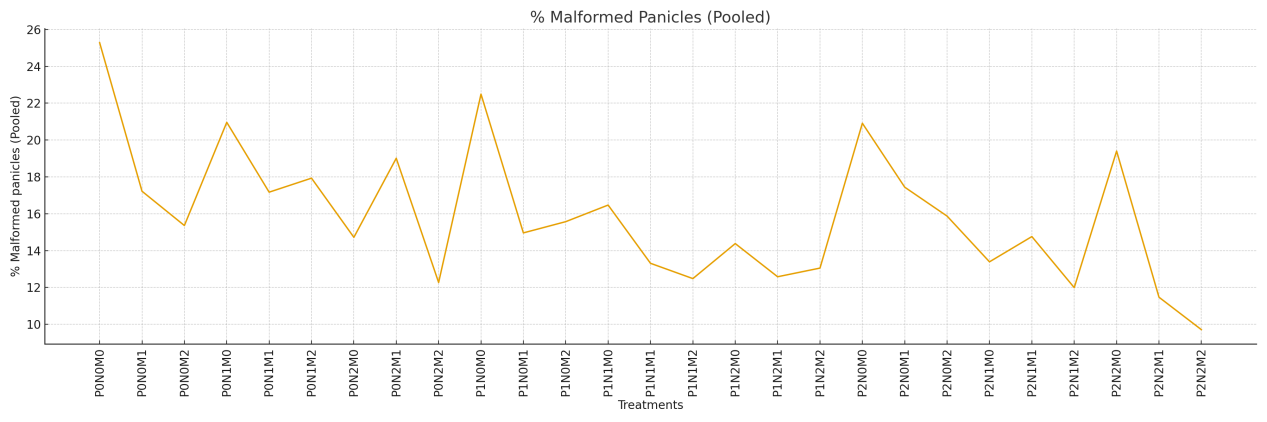 % Malformed Panicles (Pooled)
% Malformed panicles (Pooled)
26
24
22
20
18
16
14
12
10
P0N0M0
P0N0M1
P0N0M2
P0N1M0
P0N1M1
P0N1M2
P0N2M0
P0N2M1
P0N2M2
P1N0M0
P1N0M1
P1N0M2
P1N1M0
P1N1M1
P1N1M2
P1N2M0
P1N2M1
P1N2M2
P2N0M0
P2N0M1
P2N0M2
P2N1M0
P2N1M1
P2N1M2
P2N2M0
P2N2M1
P2N2M2
Treatments